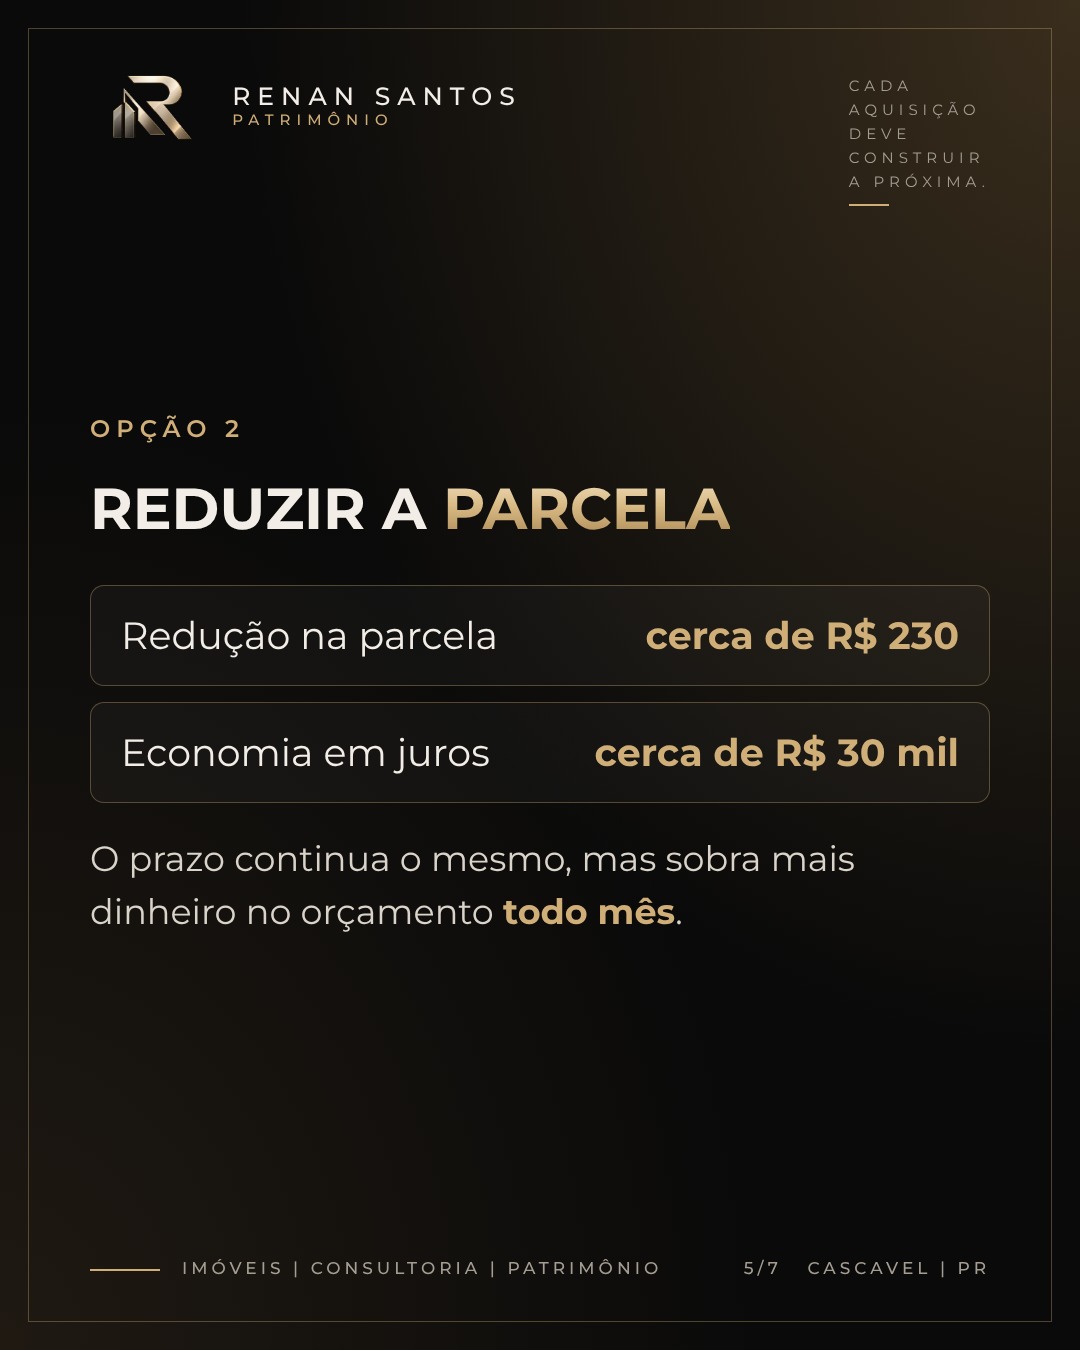 RENAN SANTOS
PATRIMÔNIO
CADA
AQUISIÇÃO
DEVE
CONSTRUIR
A PRÓXIMA.
OPÇÃO 2
REDUZIR A PARCELA
Redução na parcela cerca de R$ 230
Economia em juros cerca de R$ 30 mil
O prazo continua o mesmo, mas sobra mais
dinheiro no orçamento todo mês.
IMÓVEIS | CONSULTORIA | PATRIMÔNIO 5/7 CASCAVEL | PR